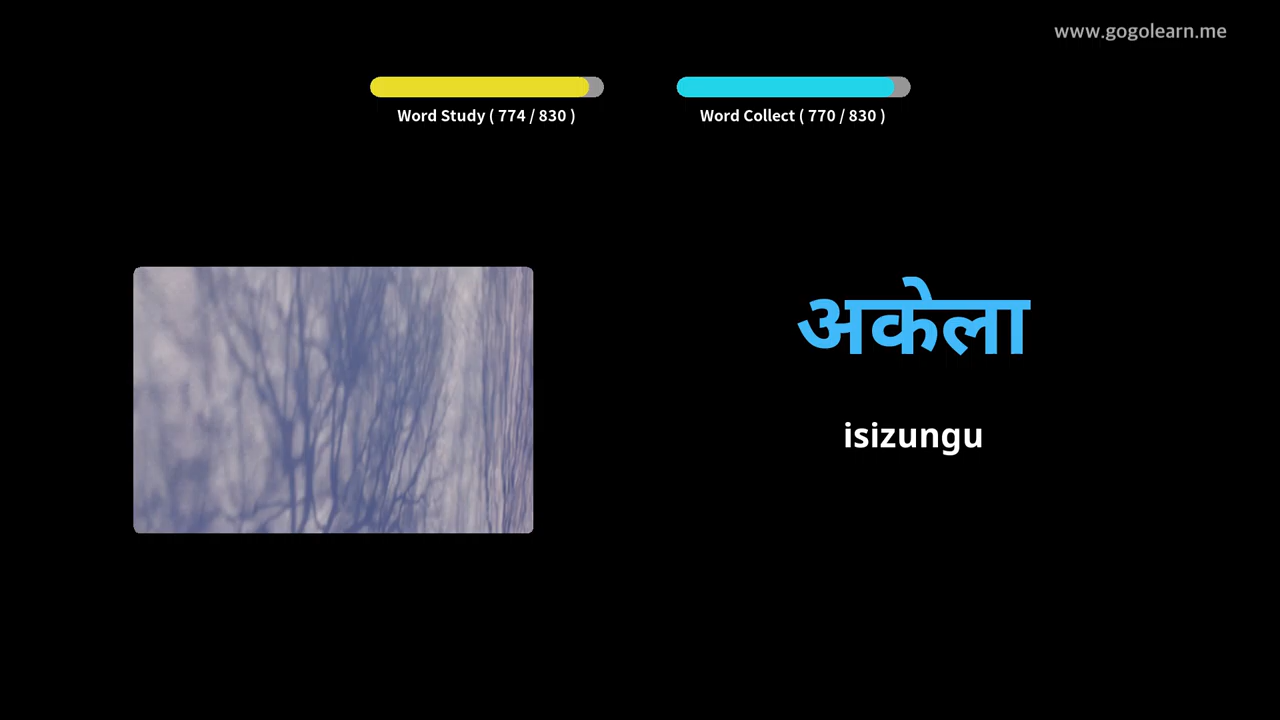 www.gogolearn.me
Word Study ( 774 / 830 )
Word Collect ( 770 / 830 )
अकेला
isizungu